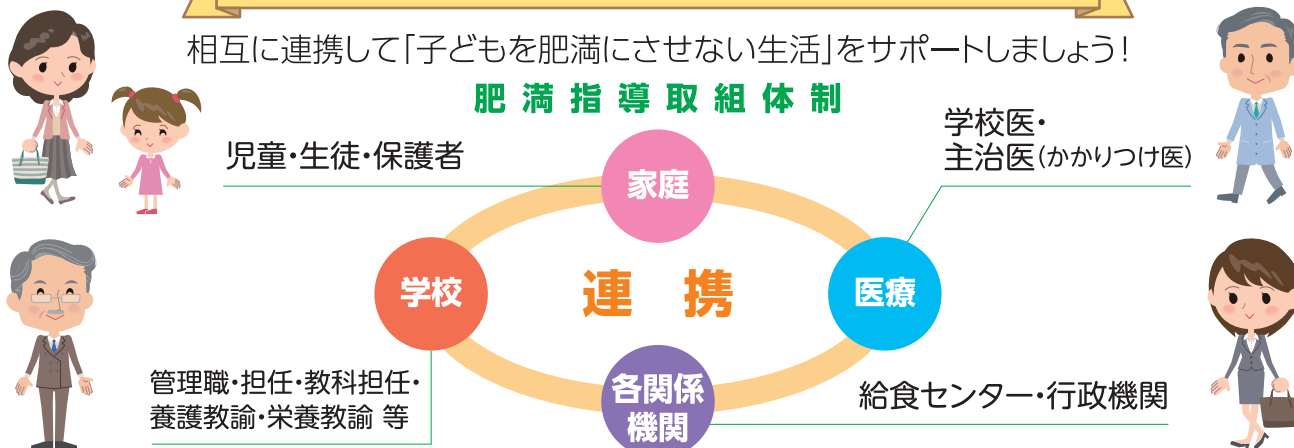 相互に連携して「子どもを肥満にさせない生活」をサポートしましょう!
肥満指導取組体制
児童・生徒・保護者
学校医・
主治医(かかりつけ医)
家庭
学校
連携
医療
管理職・担任・教科担任・
養護教諭・栄養教諭 等
各関係
機関
給食センター・行政機関